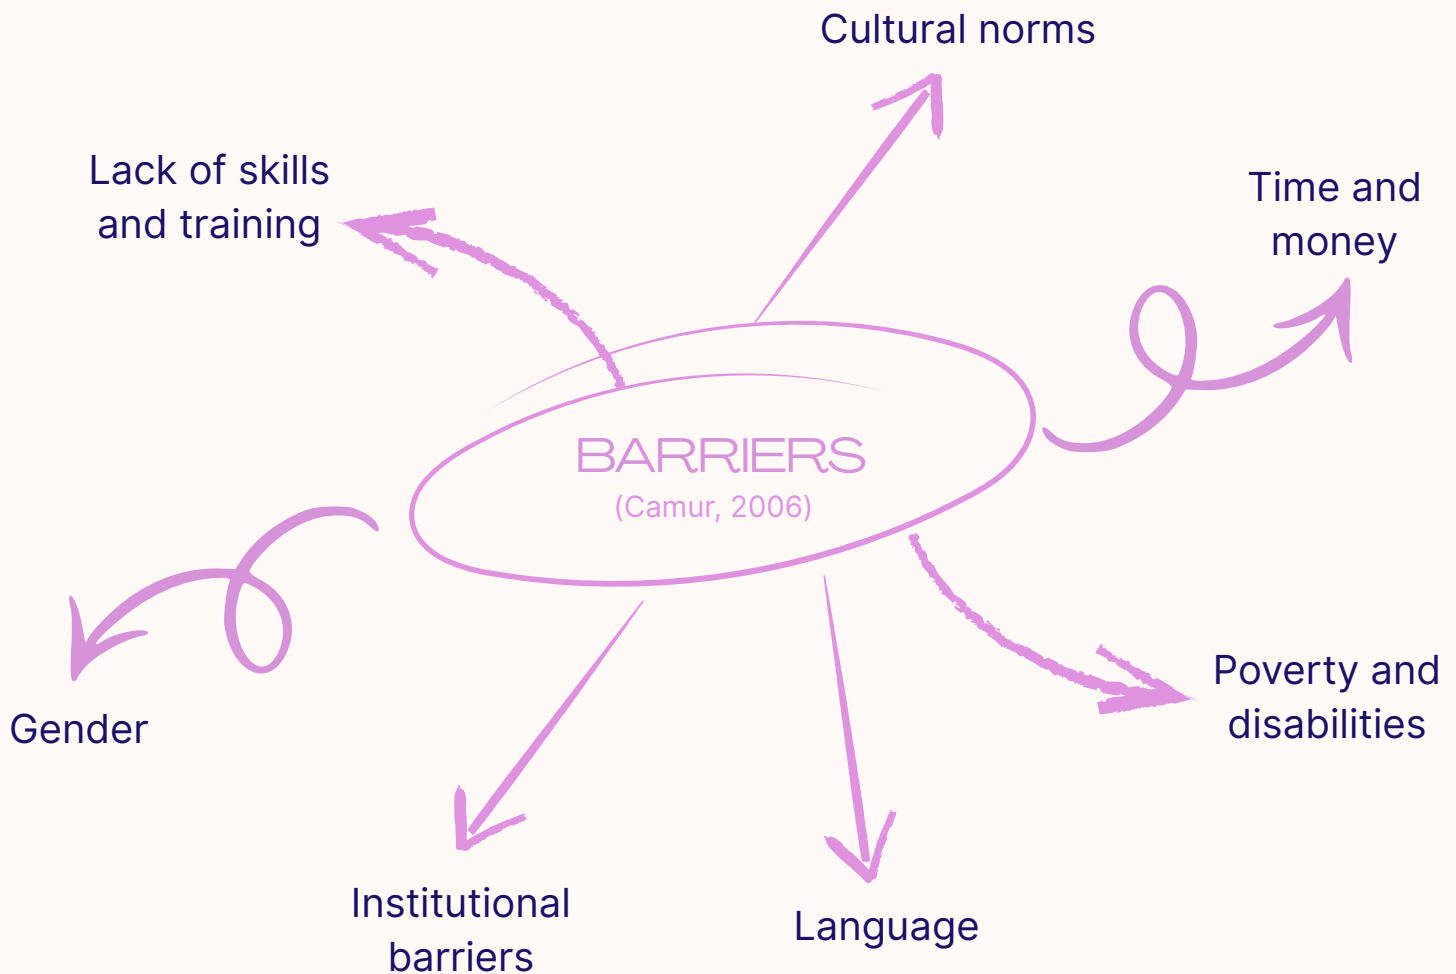 Cultural norms
Lack of skills
and training
Time and
money
BARRIERS
(Camur, 2006)
Gender
Poverty and
disabilities
Institutional
barriers
Language